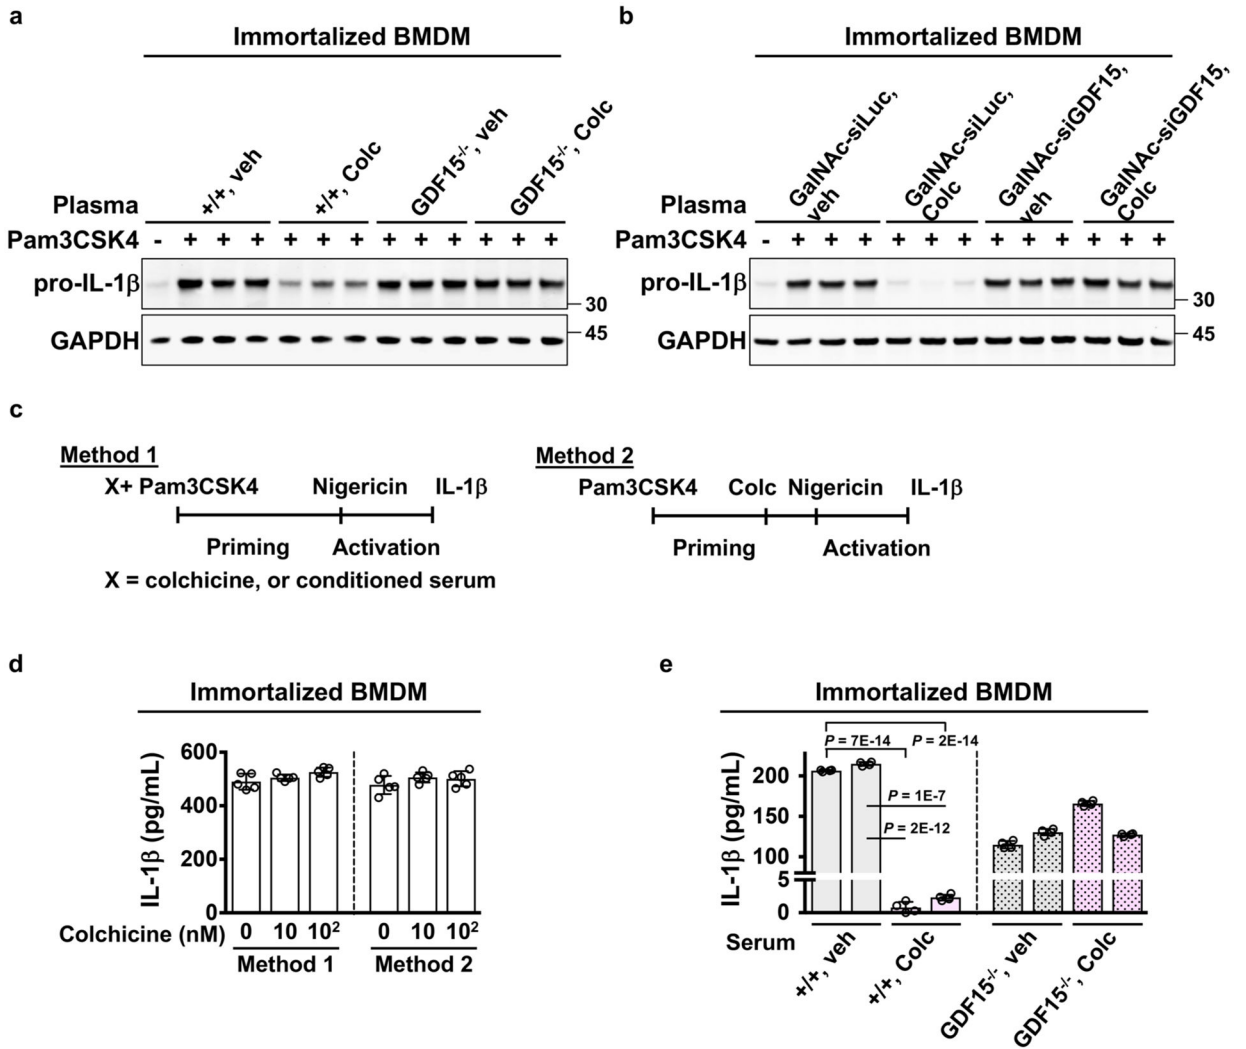 a
Immortalized BMDM
+/+, veh
+/+, Colc
GDF15-/-, veh
GDF15-/-, Colc
Plasma
Pam3CSK4 - + + + + + + + + + + + +
pro-IL-1β
30
GAPDH
45
b
Immortalized BMDM
GalNAc-siLuc,
veh
GalNAc-siLuc,
Colc
GalNAc-siGDF15,
veh
GalNAc-siGDF15,
Colc
Plasma
Pam3CSK4 - + + + + + + + + + + + +
pro-IL-1β
30
GAPDH
45
c
Method 1
X+ Pam3CSK4 Nigericin IL-1β
Priming Activation
X = colchicine, or conditioned serum
Method 2
Pam3CSK4 Colc Nigericin IL-1β
Priming Activation
d
Immortalized BMDM
IL-1β (pg/mL)
600
400
200
0
Colchicine (nM) 0 10 10² 0 10 10²
Method 1 Method 2
e
Immortalized BMDM
IL-1β (pg/mL)
200
150
100
5
0
P = 7E-14 P = 2E-14
P = 1E-7
P = 2E-12
Serum
+/+, veh
+/+, Colc
GDF15-/-, veh
GDF15-/-, Colc